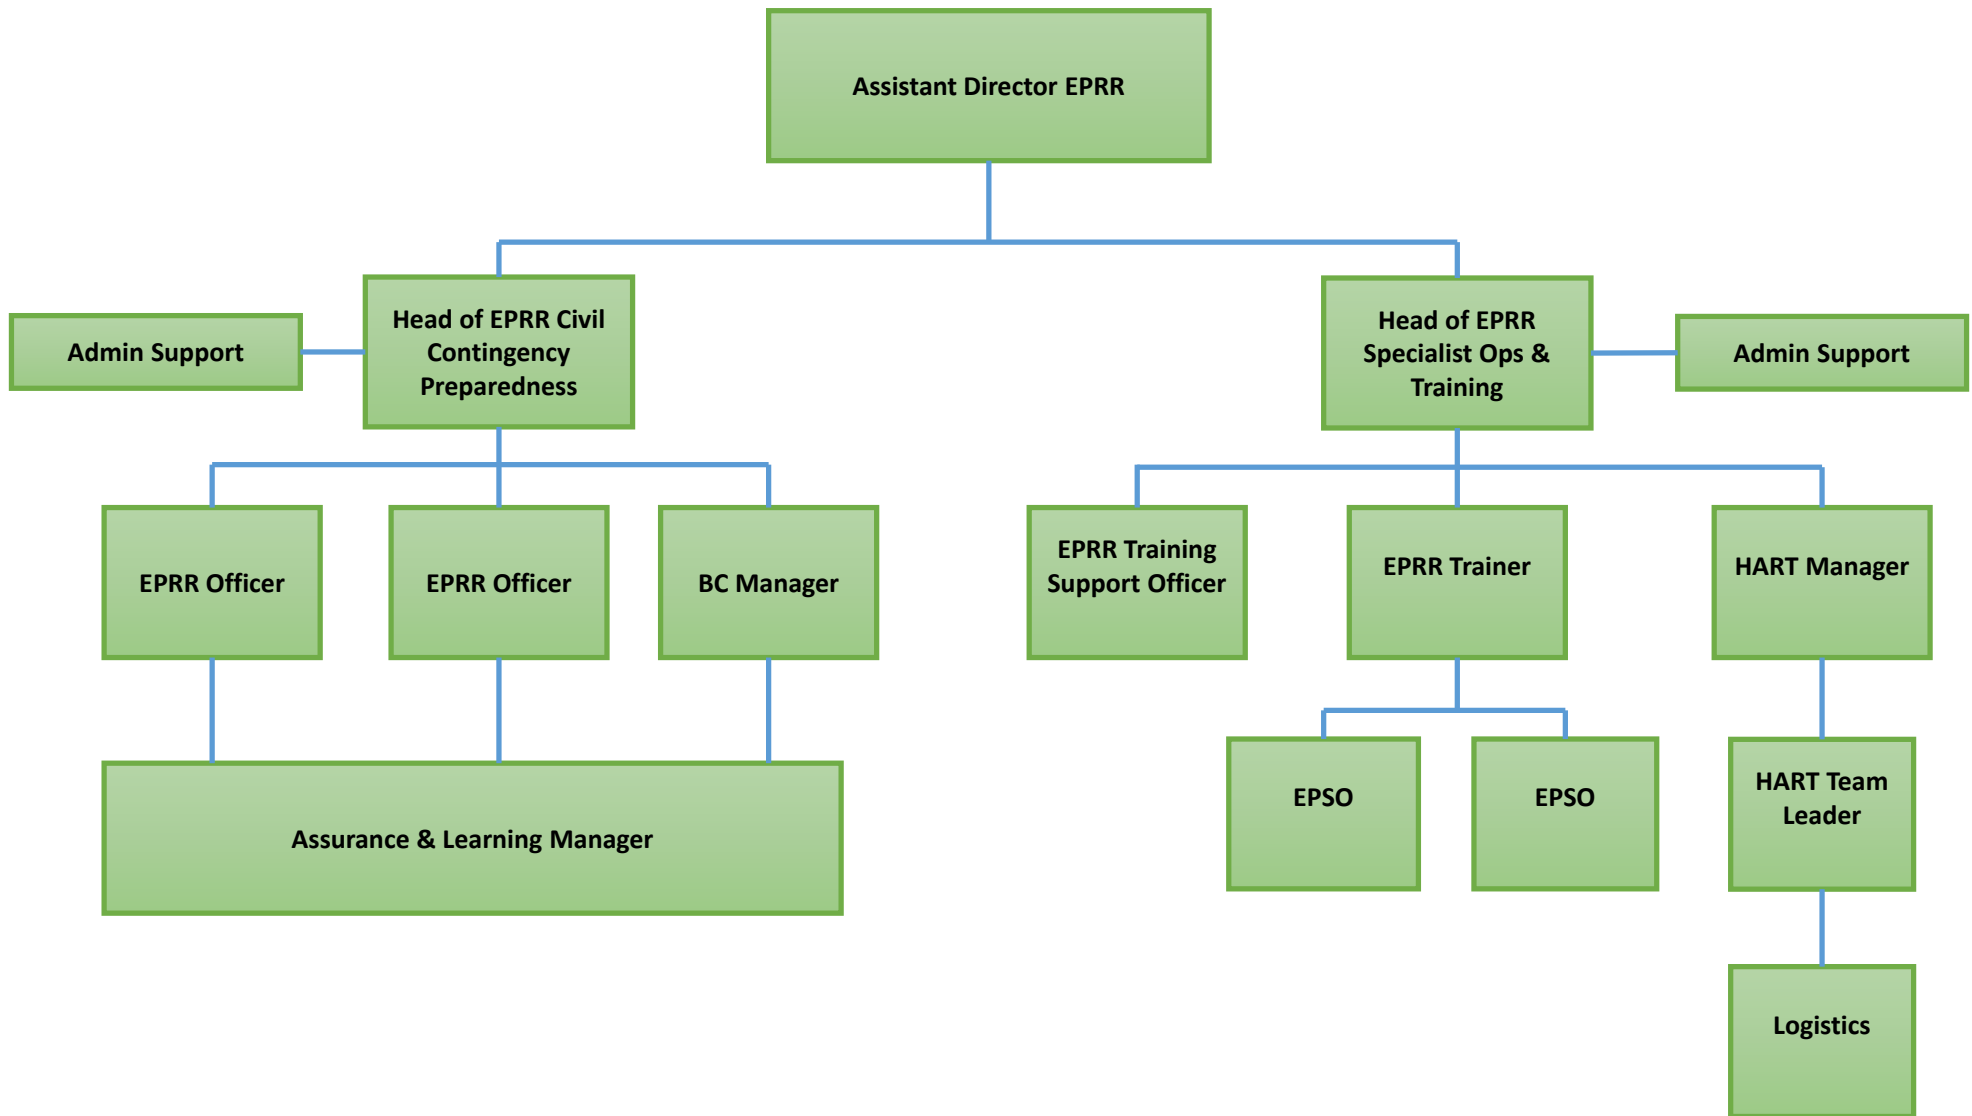 Assistant Director EPRR
Admin Support
Head of EPRR Civil
Contingency
Preparedness
Head of EPRR
Specialist Ops &
Training
Admin Support
EPRR Officer
EPRR Officer
BC Manager
EPRR Training
Support Officer
EPRR Trainer
HART Manager
Assurance & Learning Manager
EPSO
EPSO
HART Team
Leader
Logistics